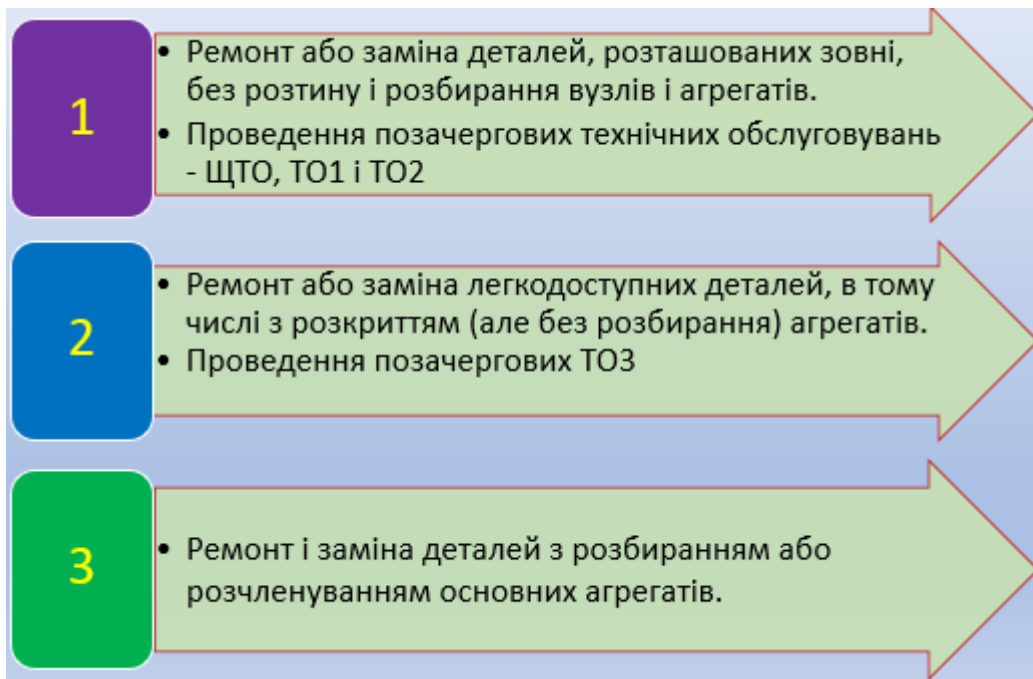 1
• Ремонт або заміна деталей, розташованих зовні,
без розтину і розбирання вузлів і агрегатів.
• Проведення позачергових технічних обслуговувань
- ЩТО, ТО1 і ТО2
2
• Ремонт або заміна легкодоступних деталей, в тому
числі з розкриттям (але без розбирання) агрегатів.
• Проведення позачергових ТО3
3
• Ремонт і заміна деталей з розбиранням або
розчленуванням основних агрегатів.